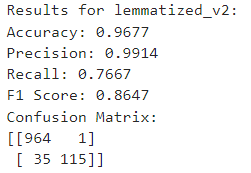 Results for lemmatized_v2:
Accuracy: 0.9677
Precision: 0.9914
Recall: 0.7667
F1 Score: 0.8647
Confusion Matrix:
[[964   1]
 [ 35 115]]